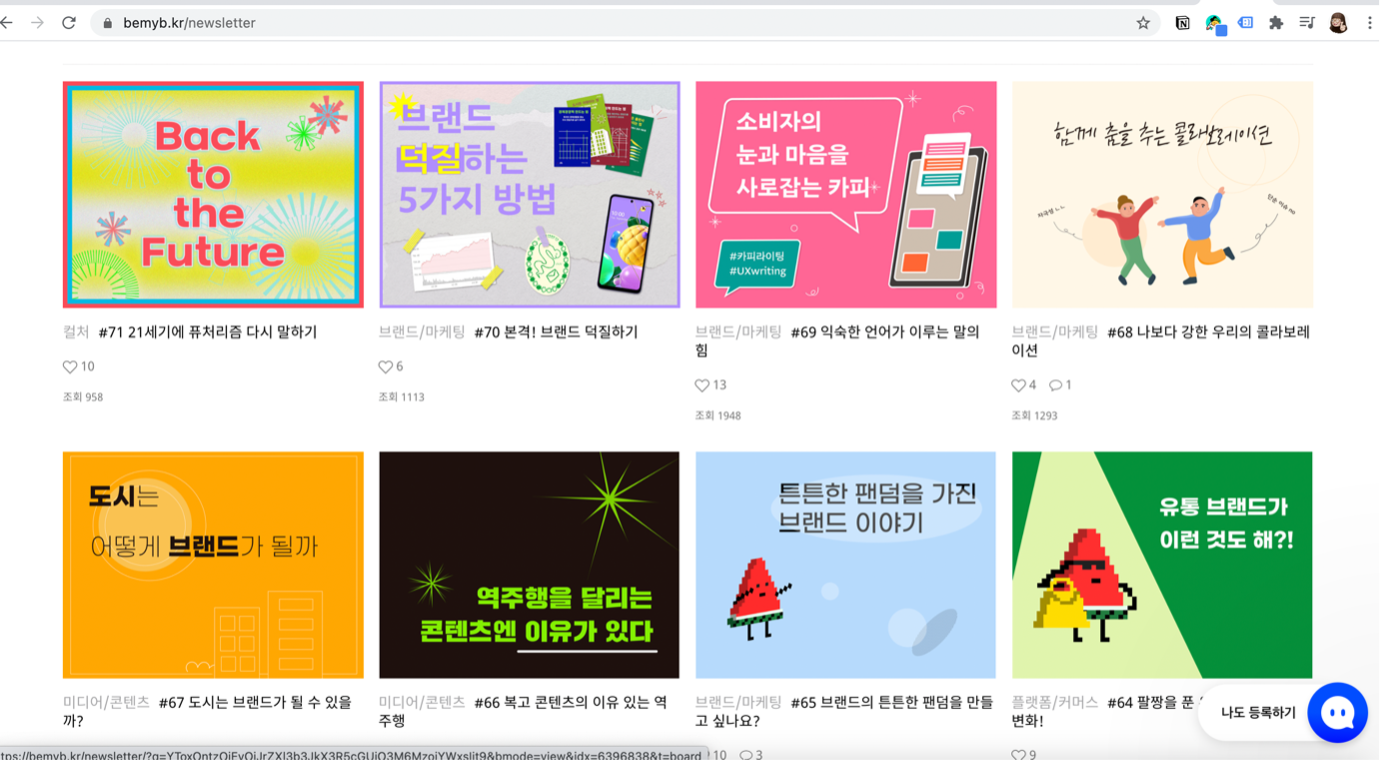 bemyb.kr/newsletter
Back
to
the
Future
브랜드
덕질하는
5가지 방법
소비자의
눈과 마음을
사로잡는 카피
#카피라이팅
#UXwriting
함께 춤을 추는 콜라보레이션
컬처 #71 21세기에 퓨처리즘 다시 말하기
10
조회 958
브랜드/마케팅 #70 본격! 브랜드 덕질하기
6
조회 1113
브랜드/마케팅 #69 익숙한 언어가 이루는 말의
힘
13
조회 1948
브랜드/마케팅 #68 나보다 강한 우리의 콜라보레
이션
4 1
조회 1293
도시는
어떻게 브랜드가 될까
역주행을 달리는
콘텐츠엔 이유가 있다
튼튼한 팬덤을 가진
브랜드 이야기
유통 브랜드가
이런 것도 해?!
미디어/콘텐츠 #67 도시는 브랜드가 될 수 있을
까?
미디어/콘텐츠 #66 복고 콘텐츠의 이유 있는 역
주행
브랜드/마케팅 #65 브랜드의 튼튼한 팬덤을 만들
고 싶나요?
10 3
플랫폼/커머스 #64 팔짱을 푼
변화!
9
나도 등록하기